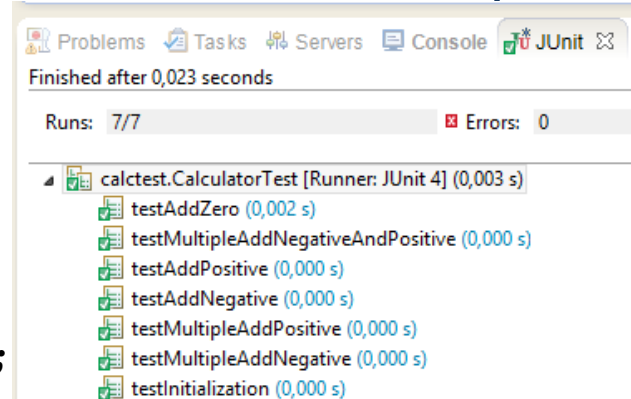 Problems Tasks Servers Console JUnit
Finished after 0,023 seconds
Runs: 7/7 Errors: 0
calctest.CalculatorTest [Runner: JUnit 4] (0,003 s)
testAddZero (0,002 s)
testMultipleAddNegativeAndPositive (0,000 s)
testAddPositive (0,000 s)
testAddNegative (0,000 s)
testMultipleAddPositive (0,000 s)
testMultipleAddNegative (0,000 s)
testInitialization (0,000 s)